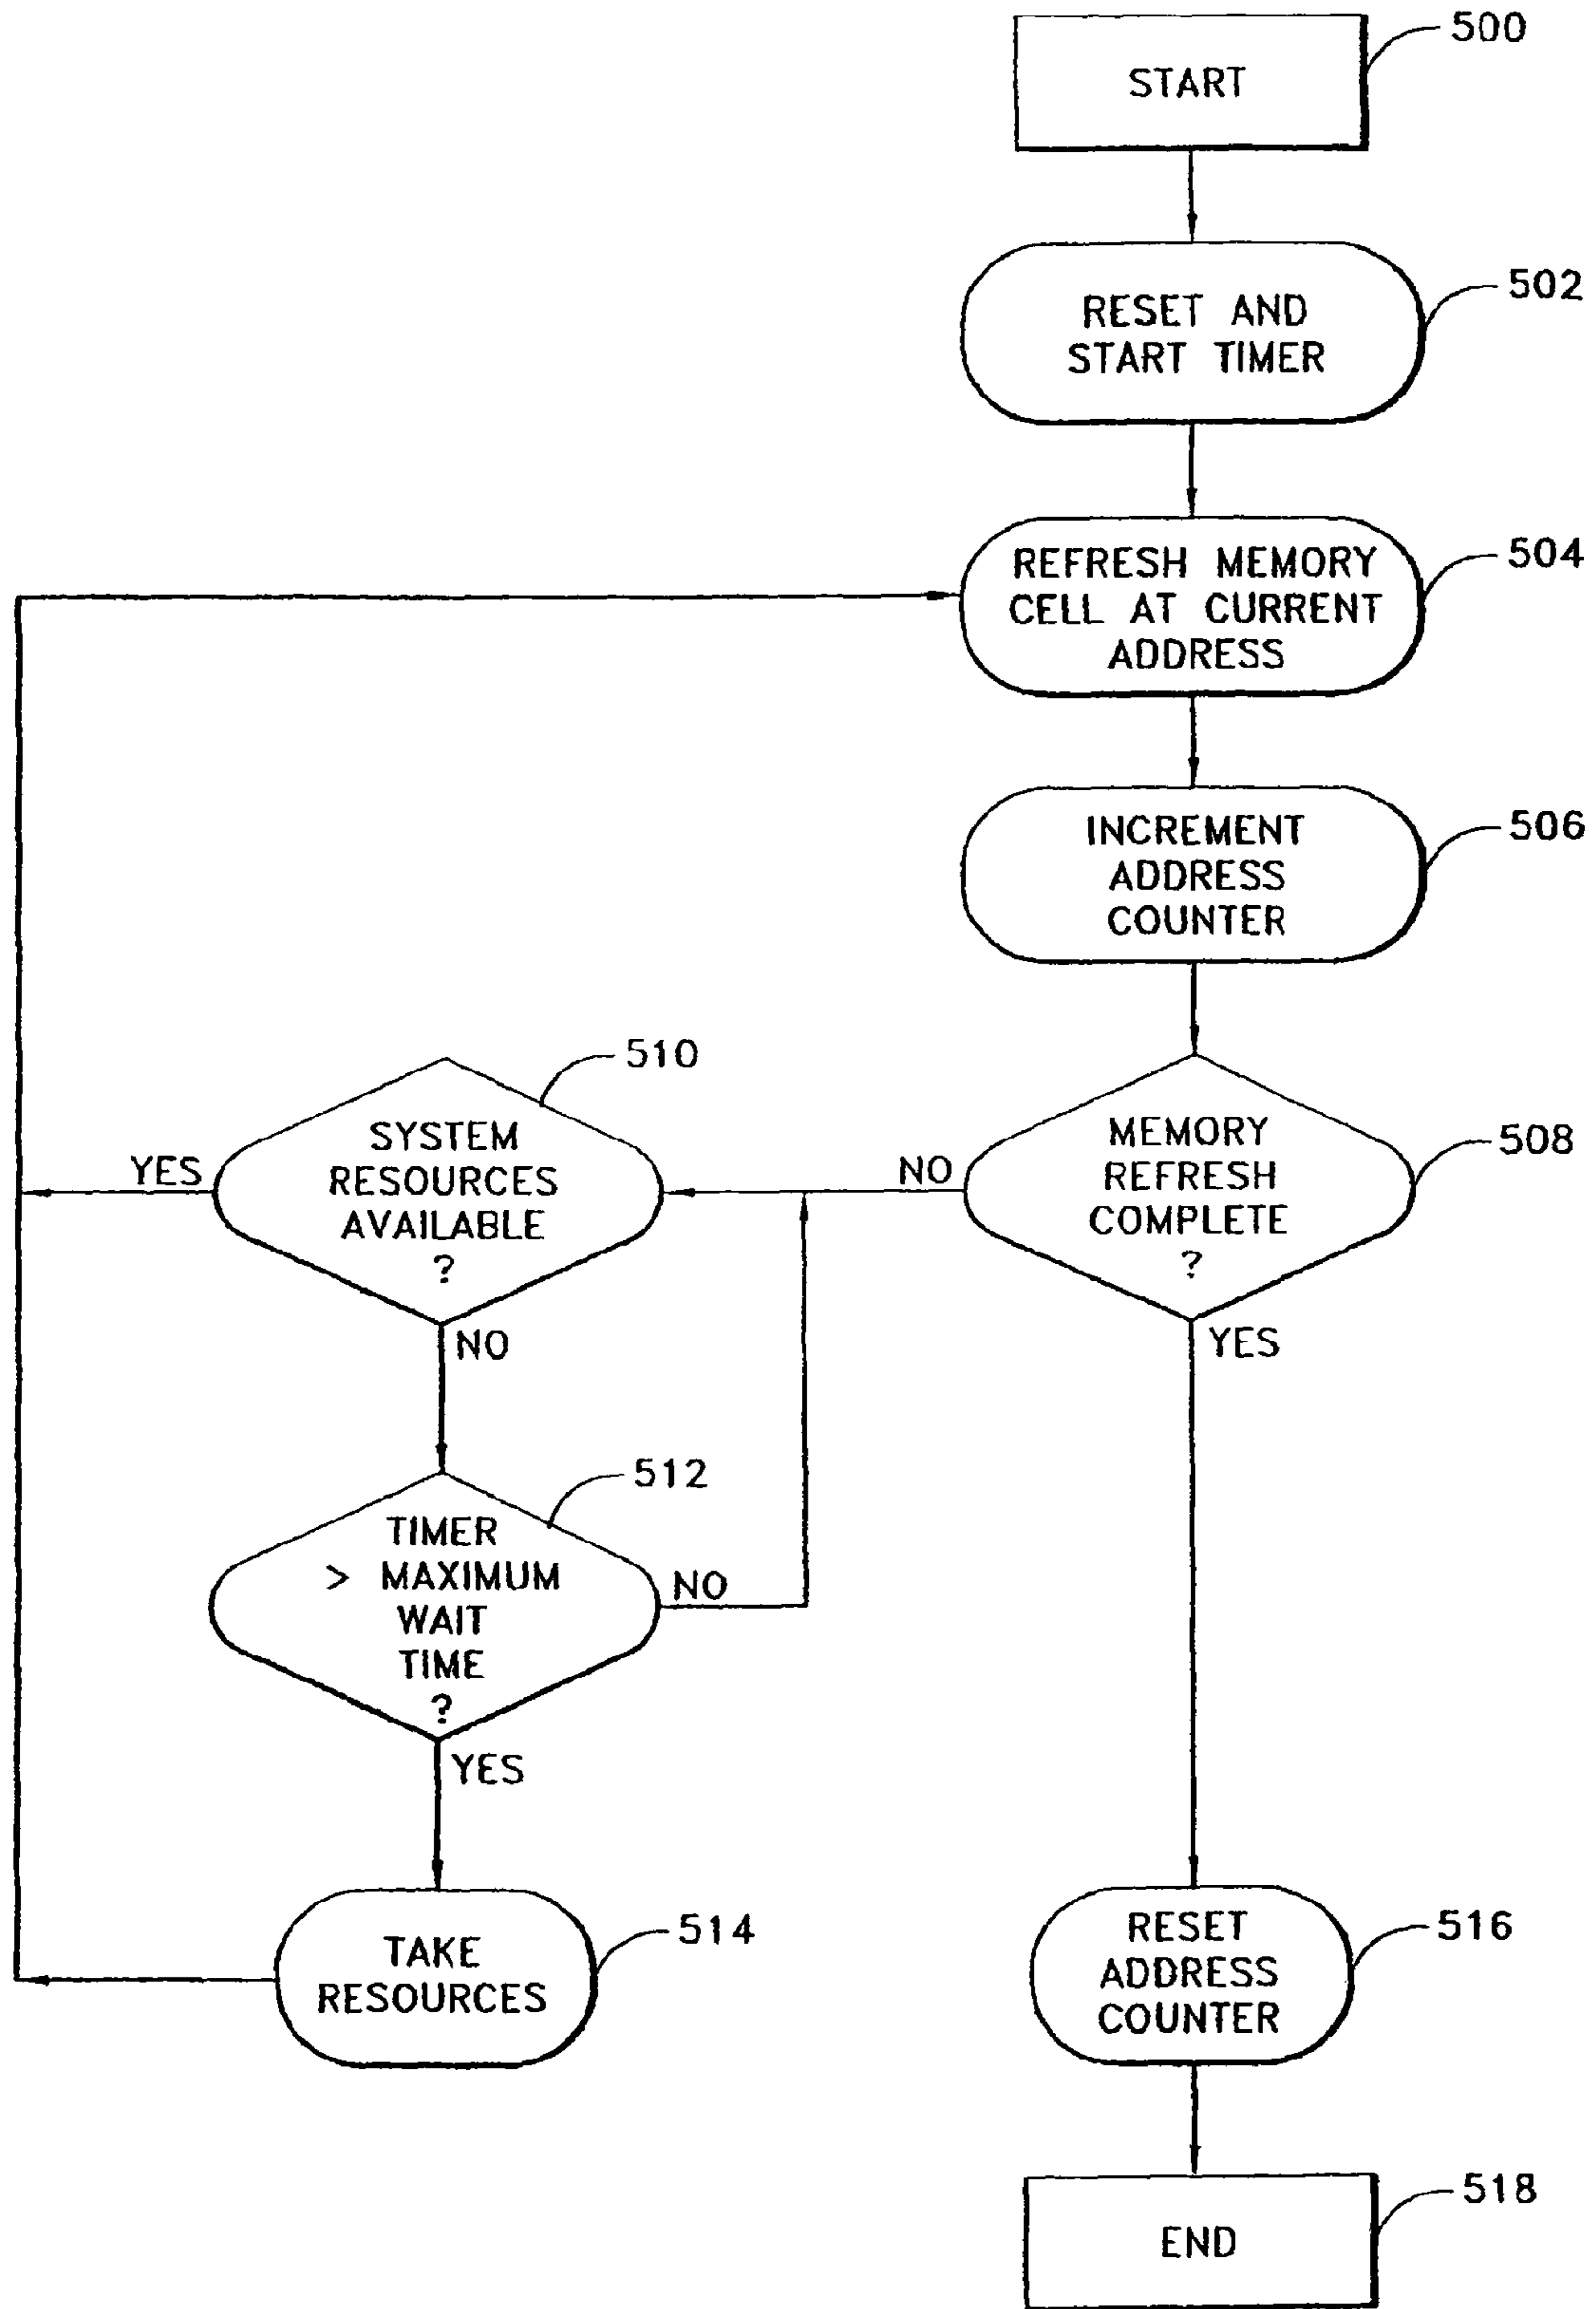 START
500
RESET AND
START TIMER
502
REFRESH MEMORY
CELL AT CURRENT
ADDRESS
504
INCREMENT
ADDRESS
COUNTER
506
MEMORY
REFRESH
COMPLETE
?
508
NO
YES
SYSTEM
RESOURCES
AVAILABLE
?
510
YES
NO
TIMER
> MAXIMUM
WAIT
TIME
?
512
NO
YES
TAKE
RESOURCES
514
RESET
ADDRESS
COUNTER
516
END
518